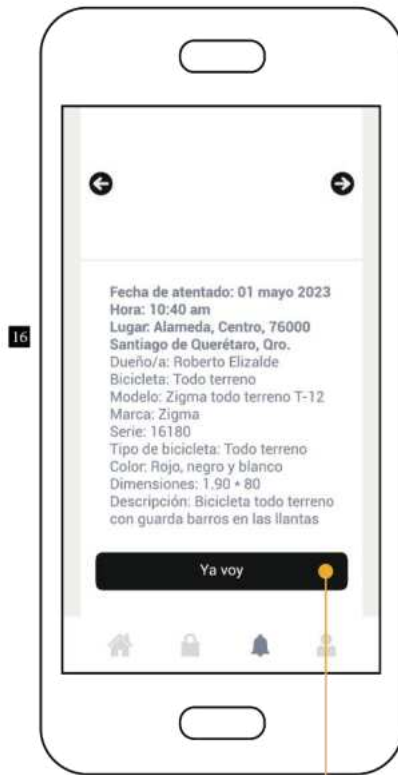 16
Fecha de atentado: 01 mayo 2023
Hora: 10:40 am
Lugar: Alameda, Centro, 76000
Santiago de Querétaro, Qro.
Dueño/a: Roberto Elizalde
Bicicleta: Todo terreno
Modelo: Zigma todo terreno T-12
Marca: Zigma
Serie: 16180
Tipo de bicicleta: Todo terreno
Color: Rojo, negro y blanco
Dimensiones: 1.90 * 80
Descripción: Bicicleta todo terreno
con guarda barros en las llantas
Ya voy